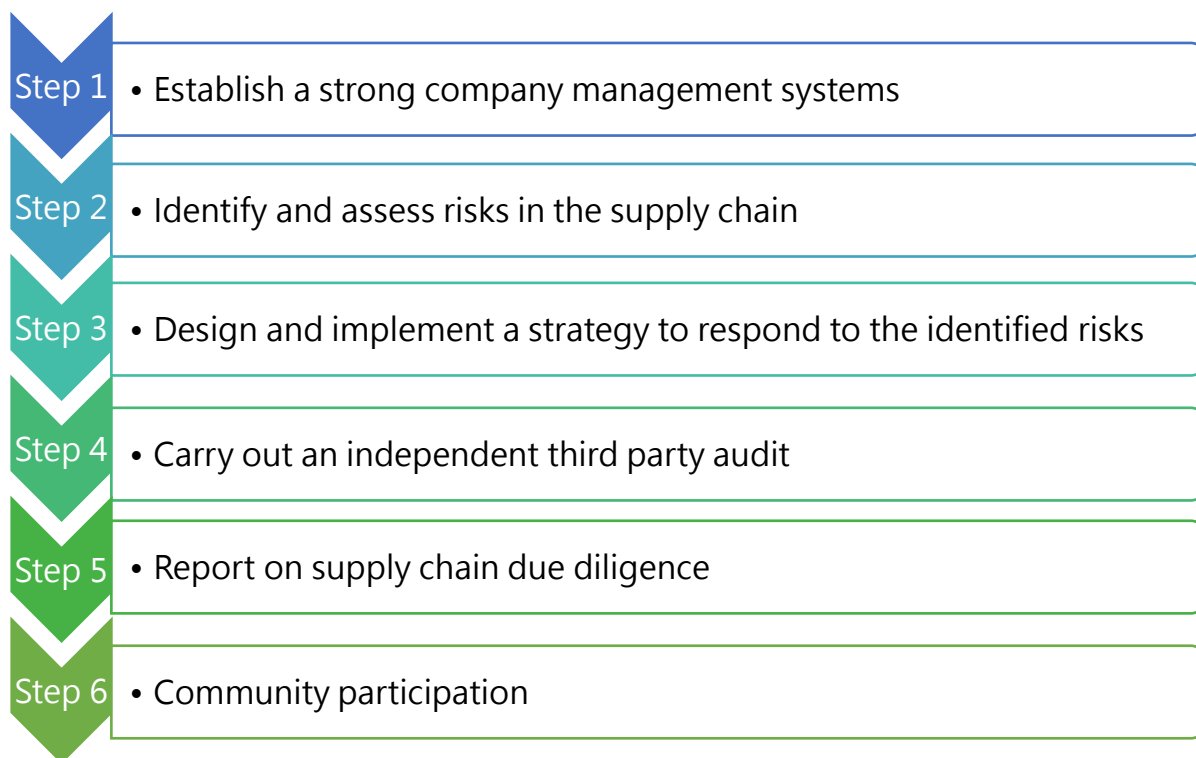 Step 1
• Establish a strong company management systems
Step 2
• Identify and assess risks in the supply chain
Step 3
• Design and implement a strategy to respond to the identified risks
Step 4
• Carry out an independent third party audit
Step 5
• Report on supply chain due diligence
Step 6
• Community participation